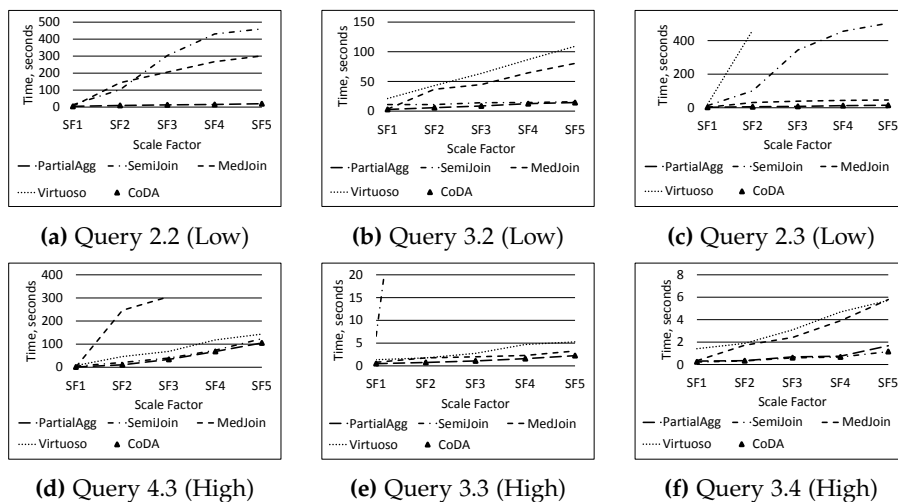 500
400
300
200
100
0
Time, seconds
SF1 SF2 SF3 SF4 SF5
Scale Factor
PartialAgg SemiJoin MedJoin
Virtuoso CoDA
(a) Query 2.2 (Low)
150
100
50
0
Time, seconds
SF1 SF2 SF3 SF4 SF5
Scale Factor
PartialAgg SemiJoin MedJoin
Virtuoso CoDA
(b) Query 3.2 (Low)
400
200
0
Time, seconds
SF1 SF2 SF3 SF4 SF5
Scale Factor
PartialAgg SemiJoin MedJoin
Virtuoso CoDA
(c) Query 2.3 (Low)
400
300
200
100
0
Time, seconds
SF1 SF2 SF3 SF4 SF5
Scale Factor
PartialAgg SemiJoin MedJoin
Virtuoso CoDA
(d) Query 4.3 (High)
20
15
10
5
0
Time, seconds
SF1 SF2 SF3 SF4 SF5
Scale Factor
PartialAgg SemiJoin MedJoin
Virtuoso CoDA
(e) Query 3.3 (High)
8
6
4
2
0
Time, seconds
SF1 SF2 SF3 SF4 SF5
Scale Factor
PartialAgg SemiJoin MedJoin
Virtuoso CoDA
(f) Query 3.4 (High)